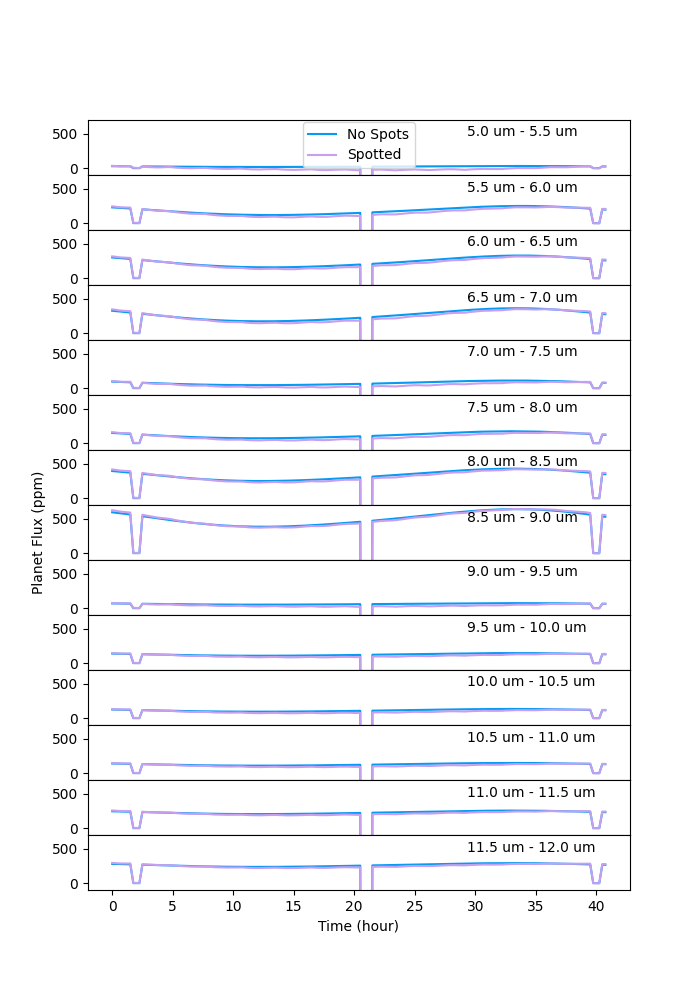 No Spots
Spotted
5.0 um - 5.5 um
500
0
5.5 um - 6.0 um
500
0
6.0 um - 6.5 um
500
0
6.5 um - 7.0 um
500
0
7.0 um - 7.5 um
500
0
7.5 um - 8.0 um
500
0
8.0 um - 8.5 um
500
0
8.5 um - 9.0 um
500
0
9.0 um - 9.5 um
500
0
9.5 um - 10.0 um
500
0
10.0 um - 10.5 um
500
0
10.5 um - 11.0 um
500
0
11.0 um - 11.5 um
500
0
11.5 um - 12.0 um
500
0
Planet Flux (ppm)
0 5 10 15 20 25 30 35 40
Time (hour)